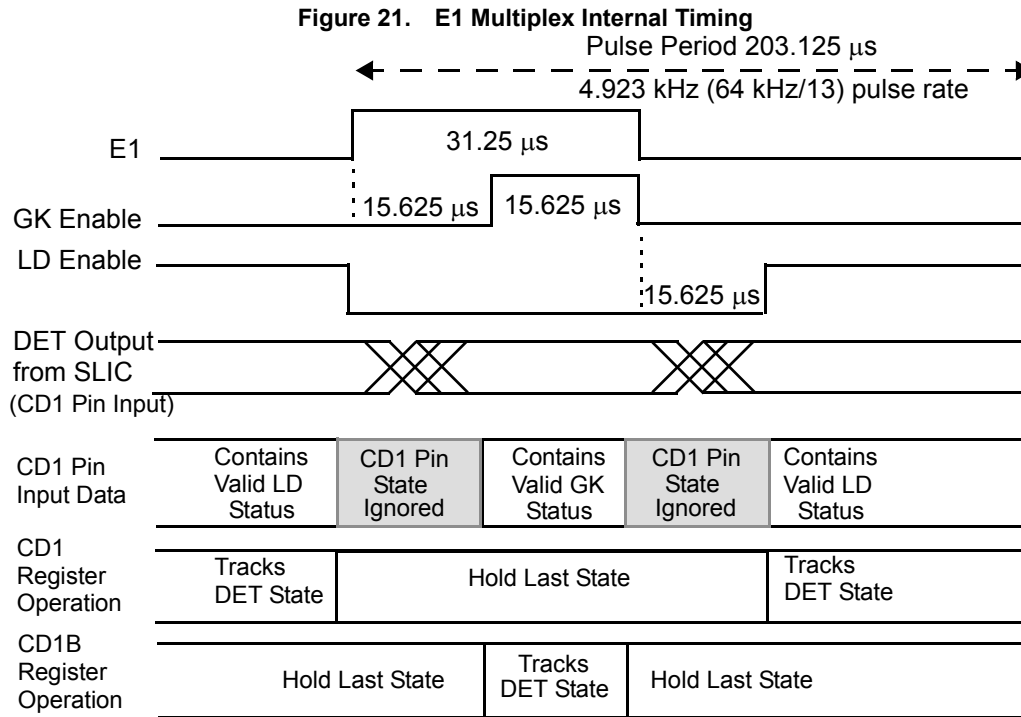 Figure 21. E1 Multiplex Internal Timing
Pulse Period 203.125 μs
4.923 kHz (64 kHz/13) pulse rate
E1
31.25 μs
GK Enable
15.625 μs
15.625 μs
LD Enable
15.625 μs
DET Output
from SLIC
(CD1 Pin Input)
CD1 Pin
Input Data
Contains
Valid LD
Status
CD1 Pin
State
Ignored
Contains
Valid GK
Status
CD1 Pin
State
Ignored
Contains
Valid LD
Status
CD1
Register
Operation
Tracks
DET State
Hold Last State
Tracks
DET State
CD1B
Register
Operation
Hold Last State
Tracks
DET State
Hold Last State